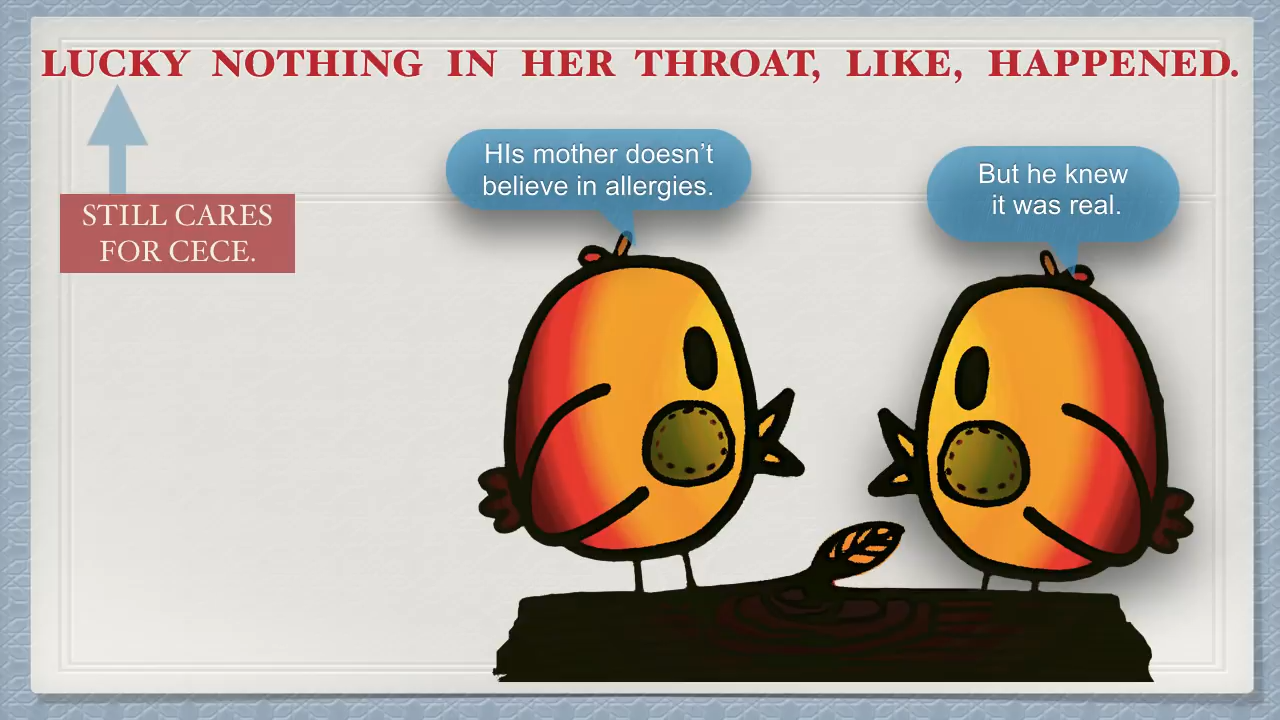 LUCKY NOTHING IN HER THROAT, LIKE, HAPPENED.
STILL CARES
FOR CECE.
HIs mother doesn’t
believe in allergies.
But he knew
it was real.